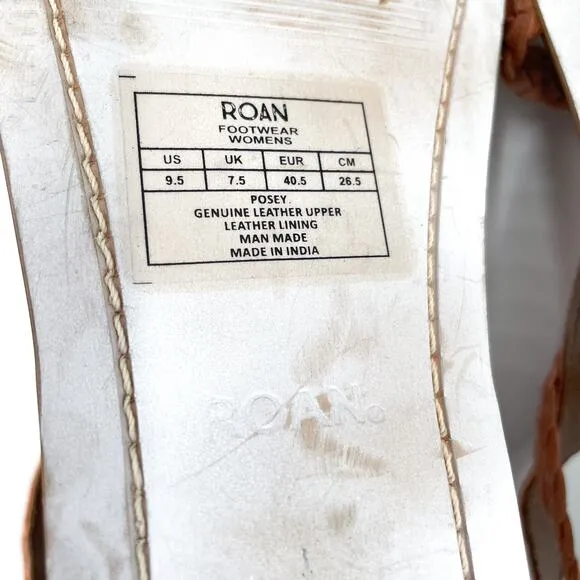 ROAN
FOOTWEAR
WOMENS
US UK EUR CM
9.5 7.5 40.5 26.5
POSEY.
GENUINE LEATHER UPPER
LEATHER LINING
MAN MADE
MADE IN INDIA
ROAN